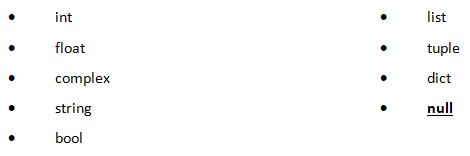 • int
• float
• complex
• string
• bool
• list
• tuple
• dict
• null